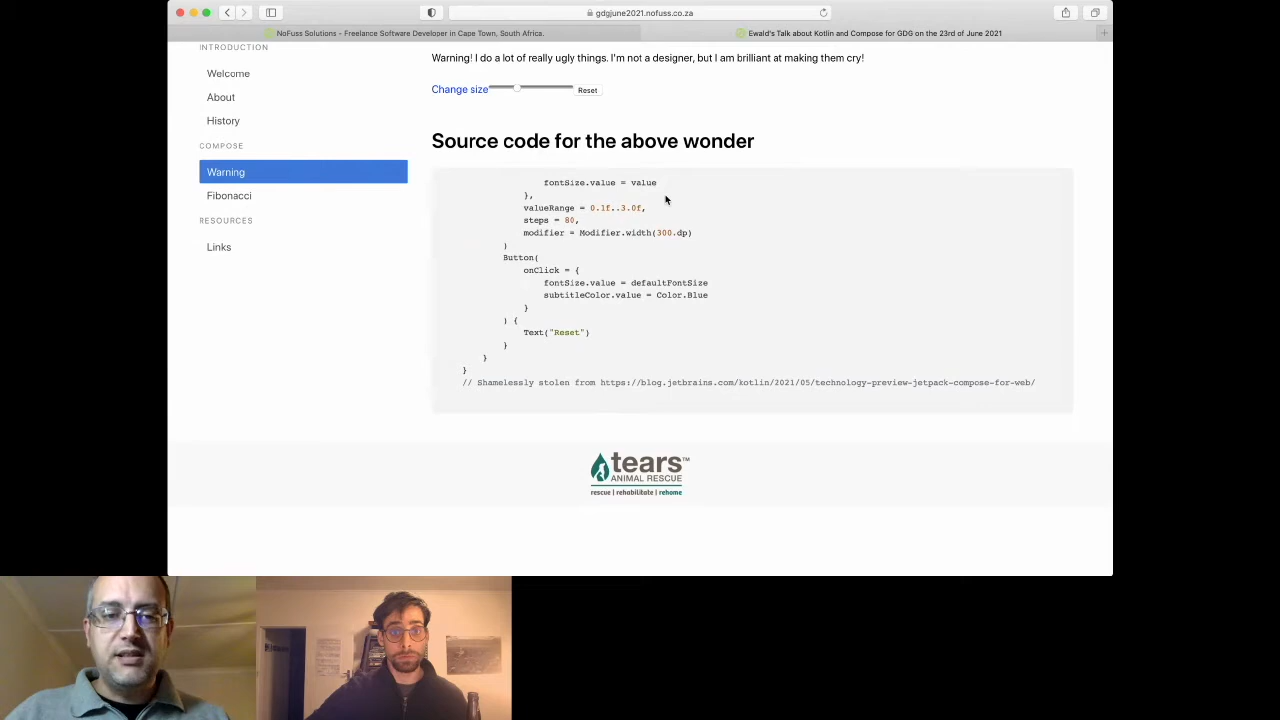 gdgjune2021.nofuss.co.za
NoFuss Solutions - Freelance Software Developer in Cape Town, South Africa.
Ewald's Talk about Kotlin and Compose for GDG on the 23rd of June 2021
INTRODUCTION
Welcome
About
History
COMPOSE
Warning
Fibonacci
RESOURCES
Links
Warning! I do a lot of really ugly things. I'm not a designer, but I am brilliant at making them cry!
Change size
Reset
Source code for the above wonder
fontSize.value = value
},
valueRange = 0.1f..3.0f,
steps = 80,
modifier = Modifier.width(300.dp)
)
Button(
onClick = {
fontSize.value = defaultFontSize
subtitleColor.value = Color.Blue
}
) {
Text("Reset")
}
}
}
// Shamelessly stolen from https://blog.jetbrains.com/kotlin/2021/05/technology-preview-jetpack-compose-for-web/
tears™
ANIMAL RESCUE
rescue | rehabilitate | rehome